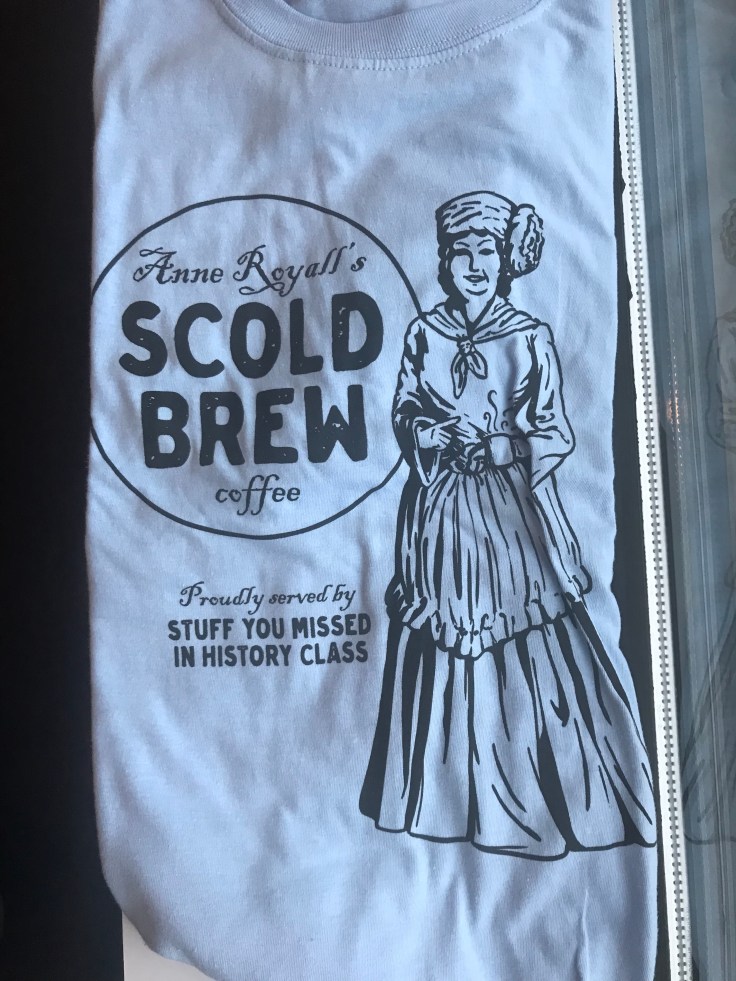 Anne Royall's
SCOLD
BREW
coffee
Proudly served by
STUFF YOU MISSED
IN HISTORY CLASS